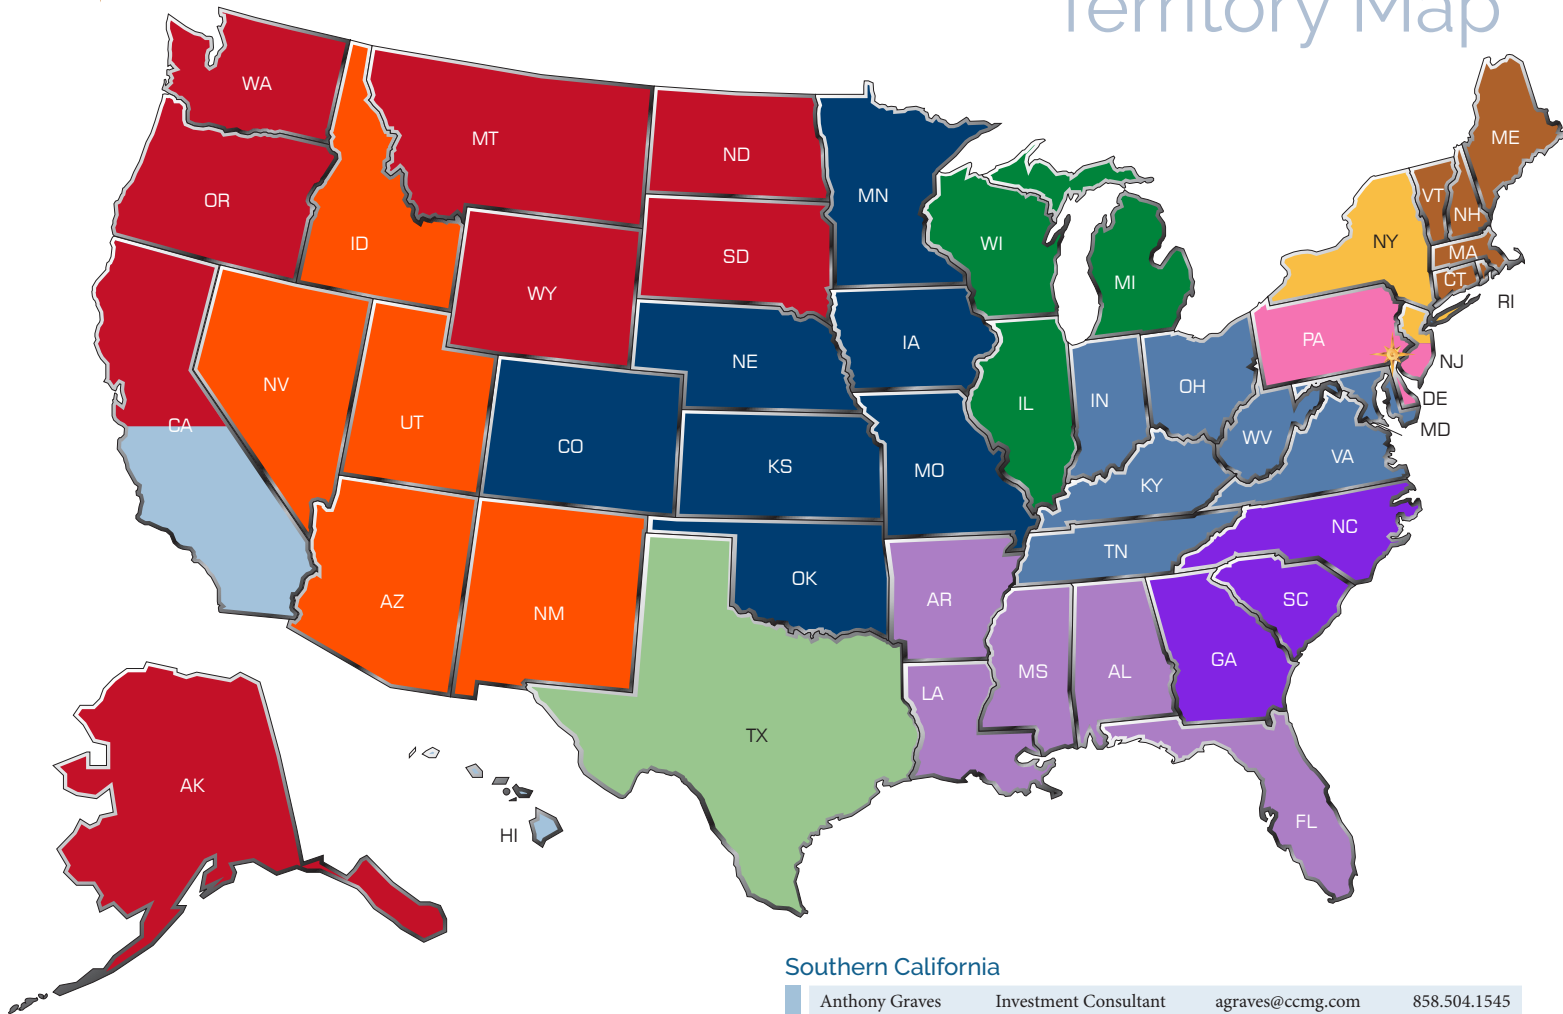 Territory Map
WA
MT
ND
MN
ME
OR
ID
SD
WI
MI
NY
VT
NH
MA
CT
RI
WY
NE
IA
PA
NJ
NV
UT
CO
KS
MO
IL
IN
OH
WV
DE
MD
CA
KY
VA
TN
NC
AZ
NM
OK
AR
SC
MS
AL
GA
LA
TX
FL
AK
HI
Southern California
Anthony Graves Investment Consultant agraves@ccmg.com 858.504.1545